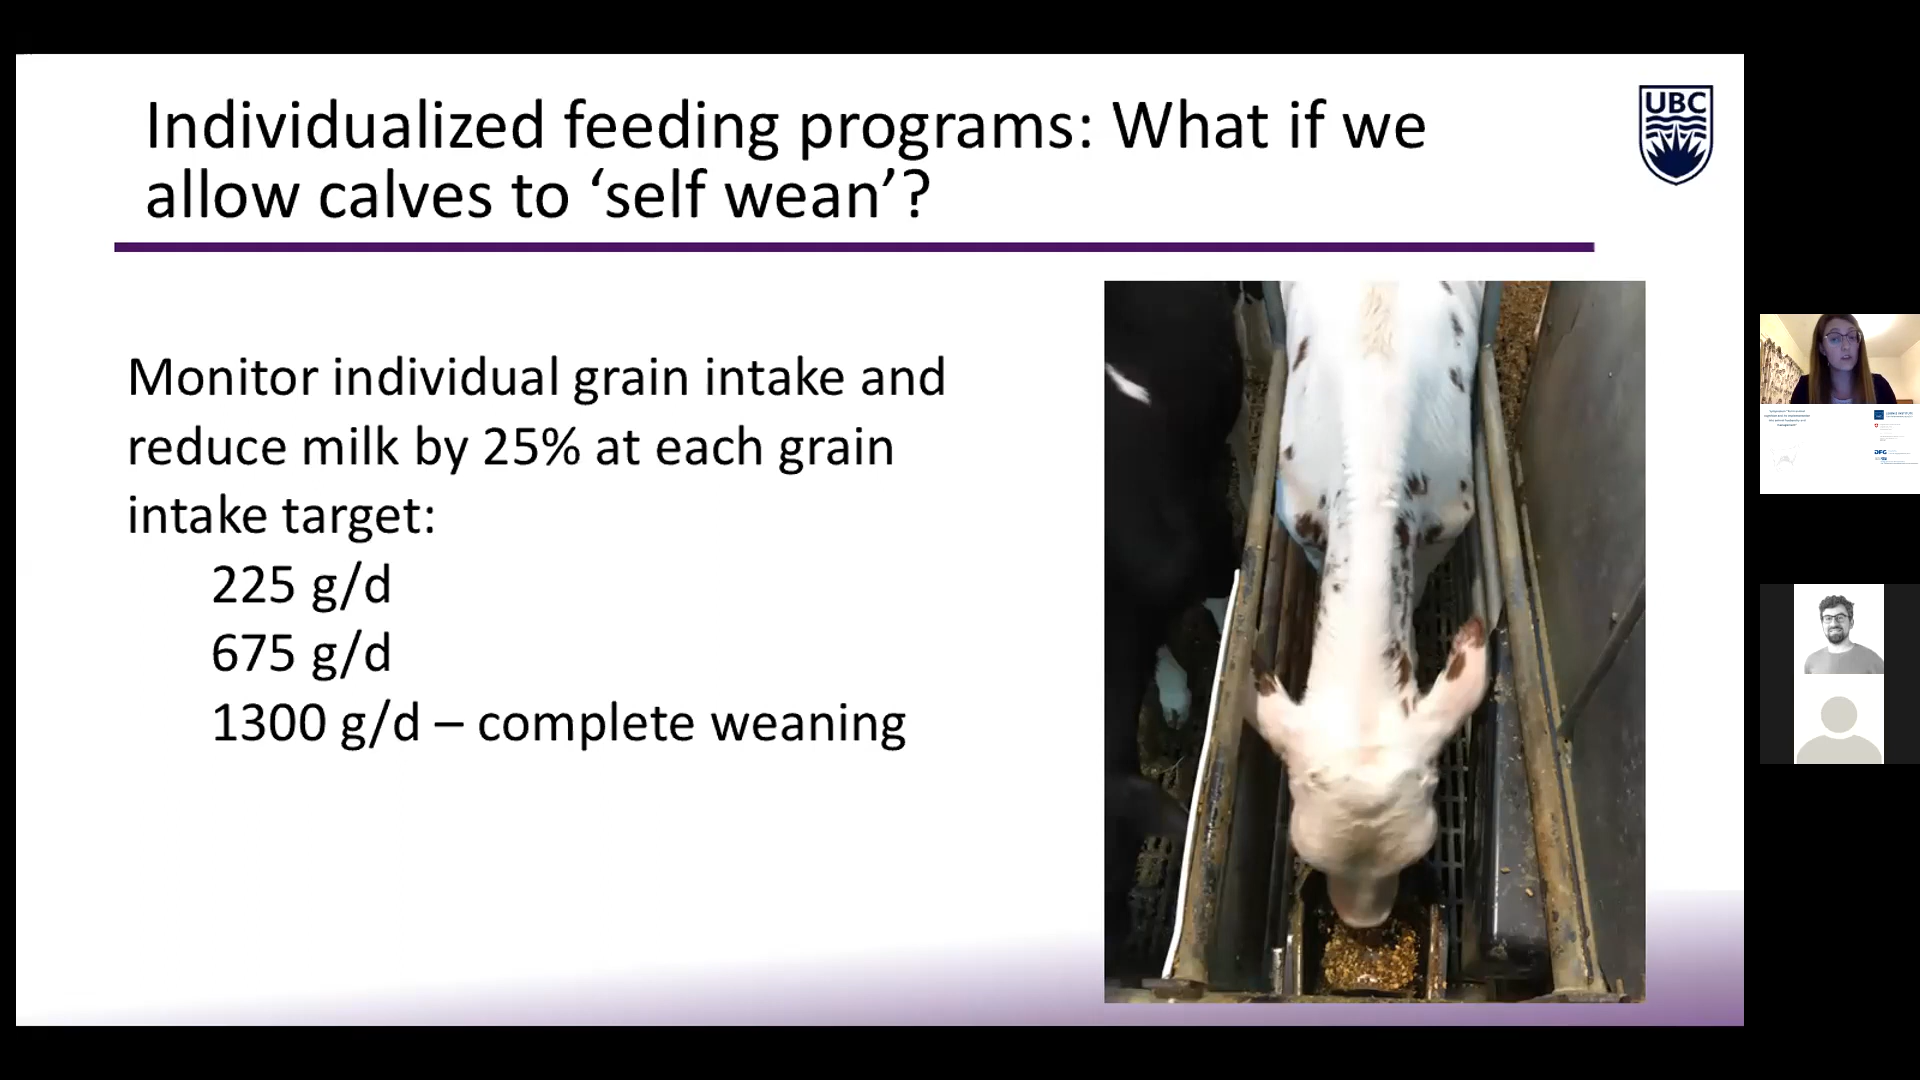 Individualized feeding programs: What if we
allow calves to ‘self wean’?
UBC
Monitor individual grain intake and
reduce milk by 25% at each grain
intake target:
225 g/d
675 g/d
1300 g/d – complete weaning
DFG